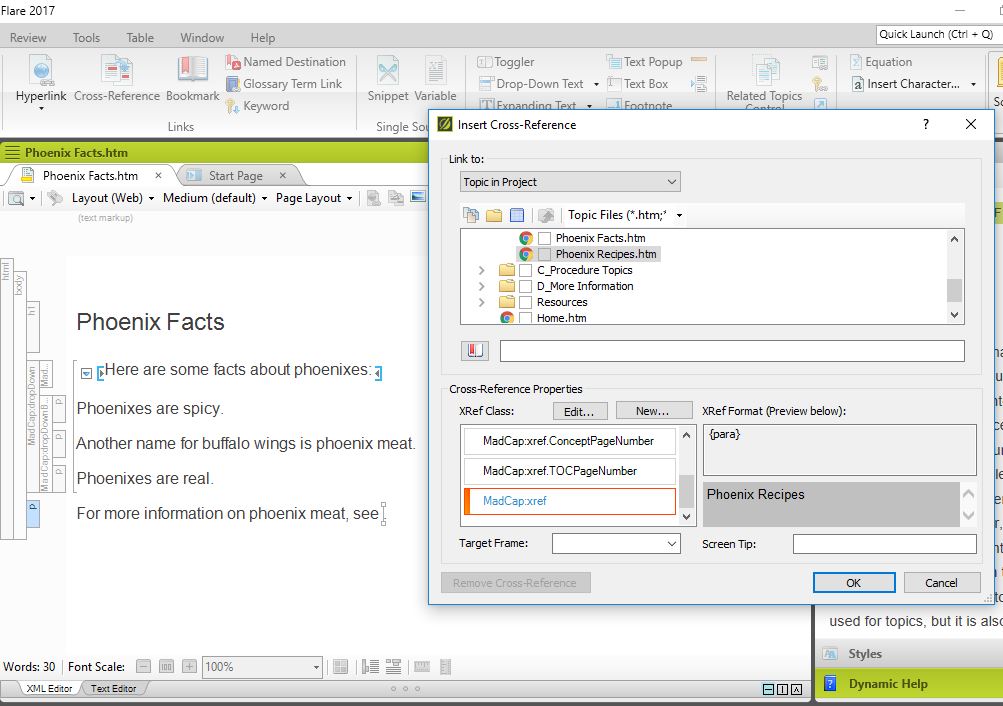 Flare 2017
Review Tools Table Window Help
Quick Launch (Ctrl + Q)
Hyperlink
Cross-Reference
Bookmark
Named Destination
Glossary Term Link
Keyword
Links
Snippet
Variable
Single Sou
Toggler
Drop-Down Text
Expanding Text
Text Popup
Text Box
Footnote
Related Topics
Control
Equation
Insert Character...
Phoenix Facts.htm
Phoenix Facts.htm
Start Page
Layout (Web)
Medium (default)
Page Layout
(text markup)
html
body
h1
MadCap:dropDown
Mad...
MadCap:dropDownB...
p
p
p
p
Phoenix Facts
Here are some facts about phoenixes:
Phoenixes are spicy.
Another name for buffalo wings is phoenix meat.
Phoenixes are real.
For more information on phoenix meat, see
Insert Cross-Reference
?
Link to:
Topic in Project
Topic Files (*.htm;*
Phoenix Facts.htm
Phoenix Recipes.htm
C_Procedure Topics
D_More Information
Resources
Home.htm
Cross-Reference Properties
XRef Class:
Edit...
New...
XRef Format (Preview below):
MadCap:xref.ConceptPageNumber
MadCap:xref.TOCPageNumber
MadCap:xref
{para}
Phoenix Recipes
Target Frame:
Screen Tip:
Remove Cross-Reference
OK
Cancel
used for topics, but it is also
Styles
Dynamic Help
Words: 30
Font Scale:
100
100%
XML Editor
Text Editor